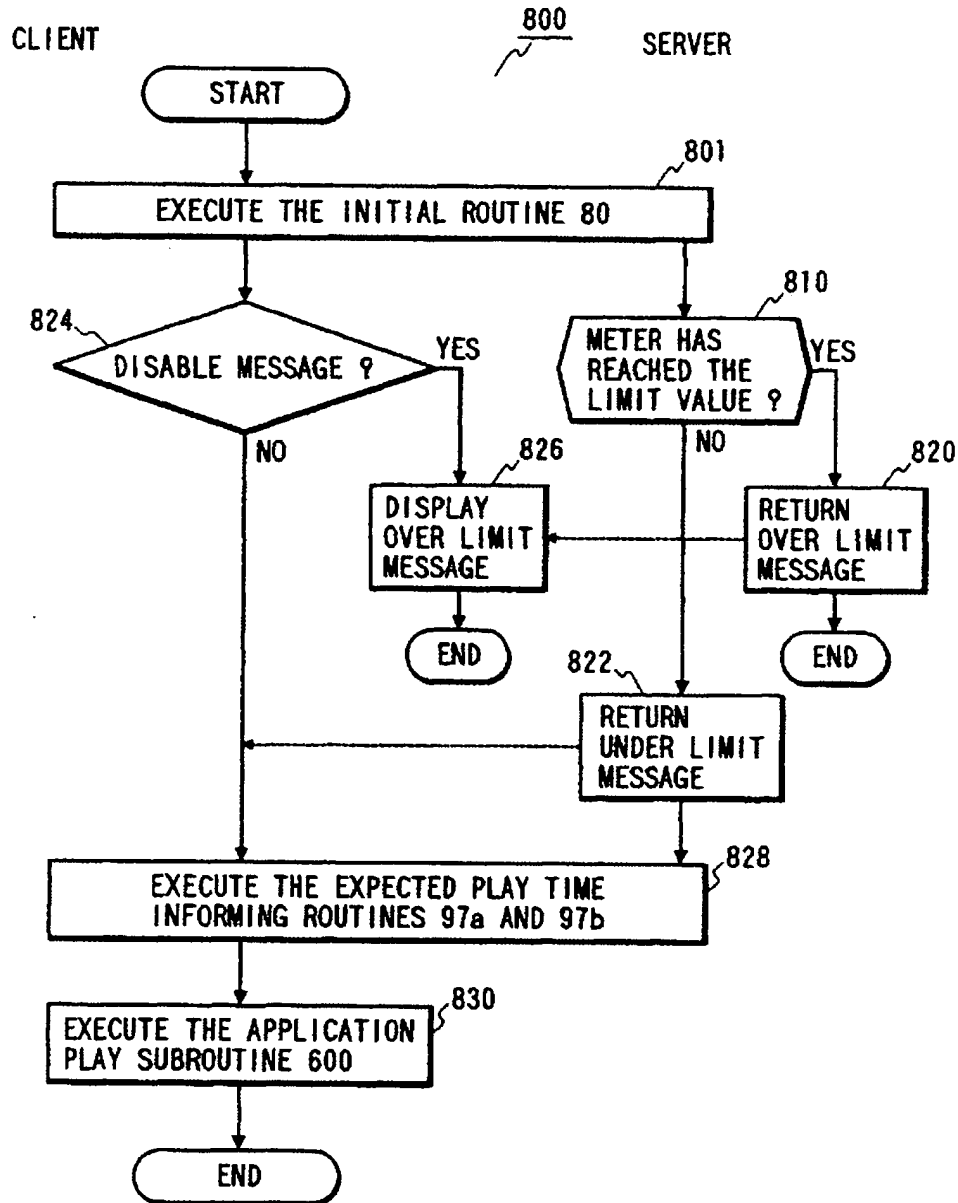 CLIENT
800
SERVER
START
801
EXECUTE THE INITIAL ROUTINE 80
810
824
DISABLE MESSAGE ?
YES
METER HAS
REACHED THE
LIMIT VALUE ?
YES
NO
NO
826
DISPLAY
OVER LIMIT
MESSAGE
820
RETURN
OVER LIMIT
MESSAGE
END
END
822
RETURN
UNDER LIMIT
MESSAGE
828
EXECUTE THE EXPECTED PLAY TIME
INFORMING ROUTINES 97a AND 97b
830
EXECUTE THE APPLICATION
PLAY SUBROUTINE 600
END